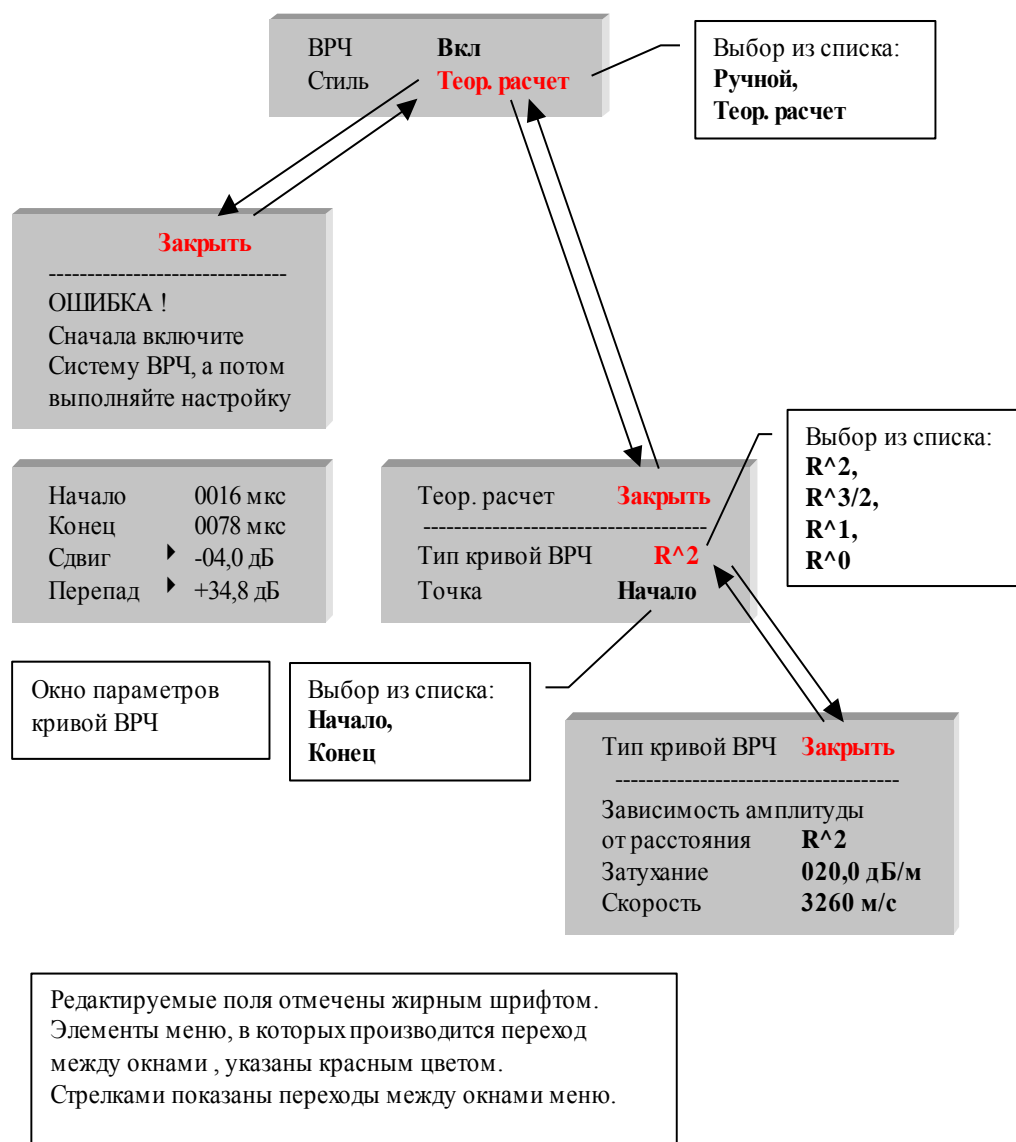 ВРЧ Вкл
Стиль Теор. расчет
Выбор из списка:
Ручной,
Теор. расчет
Закрыть
-------------------------------
ОШИБКА !
Сначала включите
Систему ВРЧ, а потом
выполняйте настройку
Начало 0016 мкс
Конец 0078 мкс
Сдвиг -04,0 дБ
Перепад +34,8 дБ
Теор. расчет Закрыть
-------------------------------------
Тип кривой ВРЧ R^2
Точка Начало
Выбор из списка:
R^2,
R^3/2,
R^1,
R^0
Окно параметров
кривой ВРЧ
Выбор из списка:
Начало,
Конец
Тип кривой ВРЧ Закрыть
-------------------------------------
Зависимость амплитуды
от расстояния R^2
Затухание 020,0 дБ/м
Скорость 3260 м/с
Редактируемые поля отмечены жирным шрифтом.
Элементы меню, в которых производится переход
между окнами , указаны красным цветом.
Стрелками показаны переходы между окнами меню.